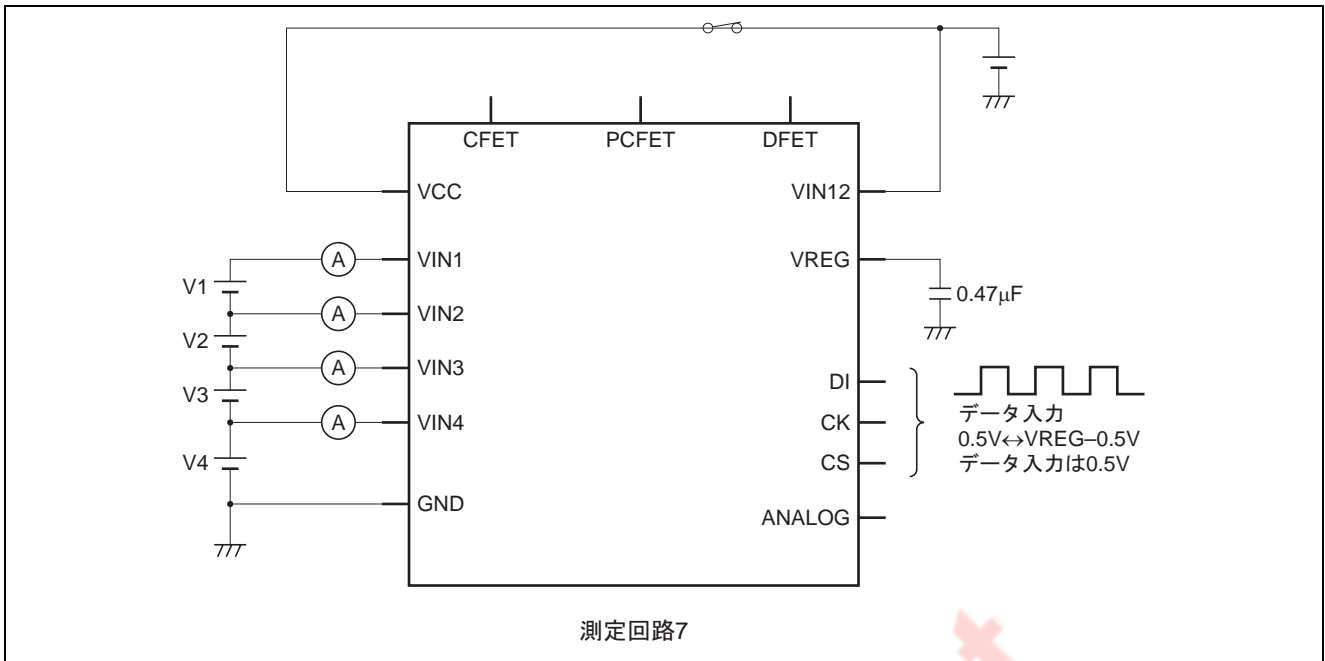 CFET PCFET DFET
VCC VIN12
A VIN1 VREG
V1 0.47μF
A VIN2
V2
A VIN3
DI
V3 データ入力
A VIN4 CK 0.5V↔VREG–0.5V
CS データ入力は0.5V
V4
GND
ANALOG
測定回路7